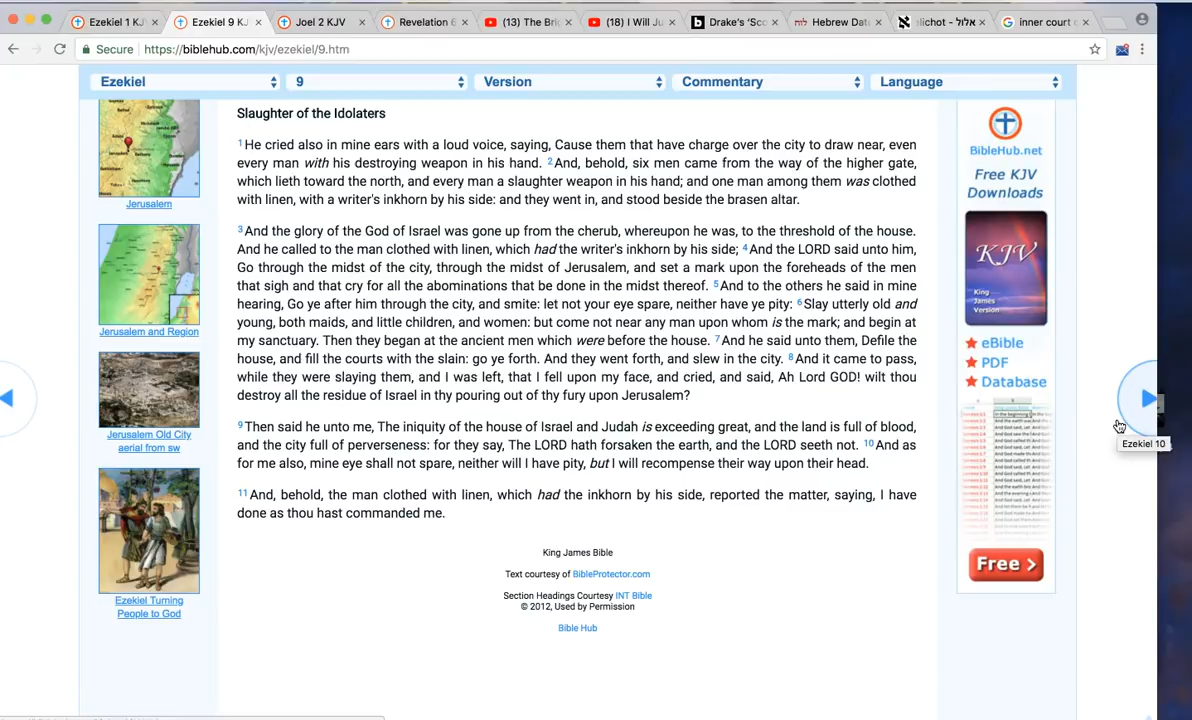 Ezekiel 1 KJ
Ezekiel 9 KJ
Joel 2 KJV
Revelation 6
(13) The Bri
(18) I Will Ju
Drake's 'Sco
Hebrew Dat
elichot - אלול
inner court o
Secure
https://biblehub.com/kjv/ezekiel/9.htm
Ezekiel
9
Version
Commentary
Language
Slaughter of the Idolaters
1He cried also in mine ears with a loud voice, saying, Cause them that have charge over the city to draw near, even
every man with his destroying weapon in his hand. 2And, behold, six men came from the way of the higher gate,
which lieth toward the north, and every man a slaughter weapon in his hand; and one man among them was clothed
with linen, with a writer's inkhorn by his side: and they went in, and stood beside the brasen altar.
3And the glory of the God of Israel was gone up from the cherub, whereupon he was, to the threshold of the house.
And he called to the man clothed with linen, which had the writer's inkhorn by his side; 4And the LORD said unto him,
Go through the midst of the city, through the midst of Jerusalem, and set a mark upon the foreheads of the men
that sigh and that cry for all the abominations that be done in the midst thereof. 5And to the others he said in mine
hearing, Go ye after him through the city, and smite: let not your eye spare, neither have ye pity: 6Slay utterly old and
young, both maids, and little children, and women: but come not near any man upon whom is the mark; and begin at
my sanctuary. Then they began at the ancient men which were before the house. 7And he said unto them, Defile the
house, and fill the courts with the slain: go ye forth. And they went forth, and slew in the city. 8And it came to pass,
while they were slaying them, and I was left, that I fell upon my face, and cried, and said, Ah Lord GOD! wilt thou
destroy all the residue of Israel in thy pouring out of thy fury upon Jerusalem?
9Then said he unto me, The iniquity of the house of Israel and Judah is exceeding great, and the land is full of blood,
and the city full of perverseness: for they say, The LORD hath forsaken the earth, and the LORD seeth not. 10And as
for me also, mine eye shall not spare, neither will I have pity, but I will recompense their way upon their head.
11And, behold, the man clothed with linen, which had the inkhorn by his side, reported the matter, saying, I have
done as thou hast commanded me.
King James Bible
Text courtesy of BibleProtector.com
Section Headings Courtesy INT Bible
© 2012, Used by Permission
Bible Hub
Jerusalem
Jerusalem and Region
Jerusalem Old City
aerial from sw
Ezekiel Turning
People to God
BibleHub.net
Free KJV
Downloads
KJV
King
James
Version
eBible
PDF
Database
Free >
Ezekiel 10